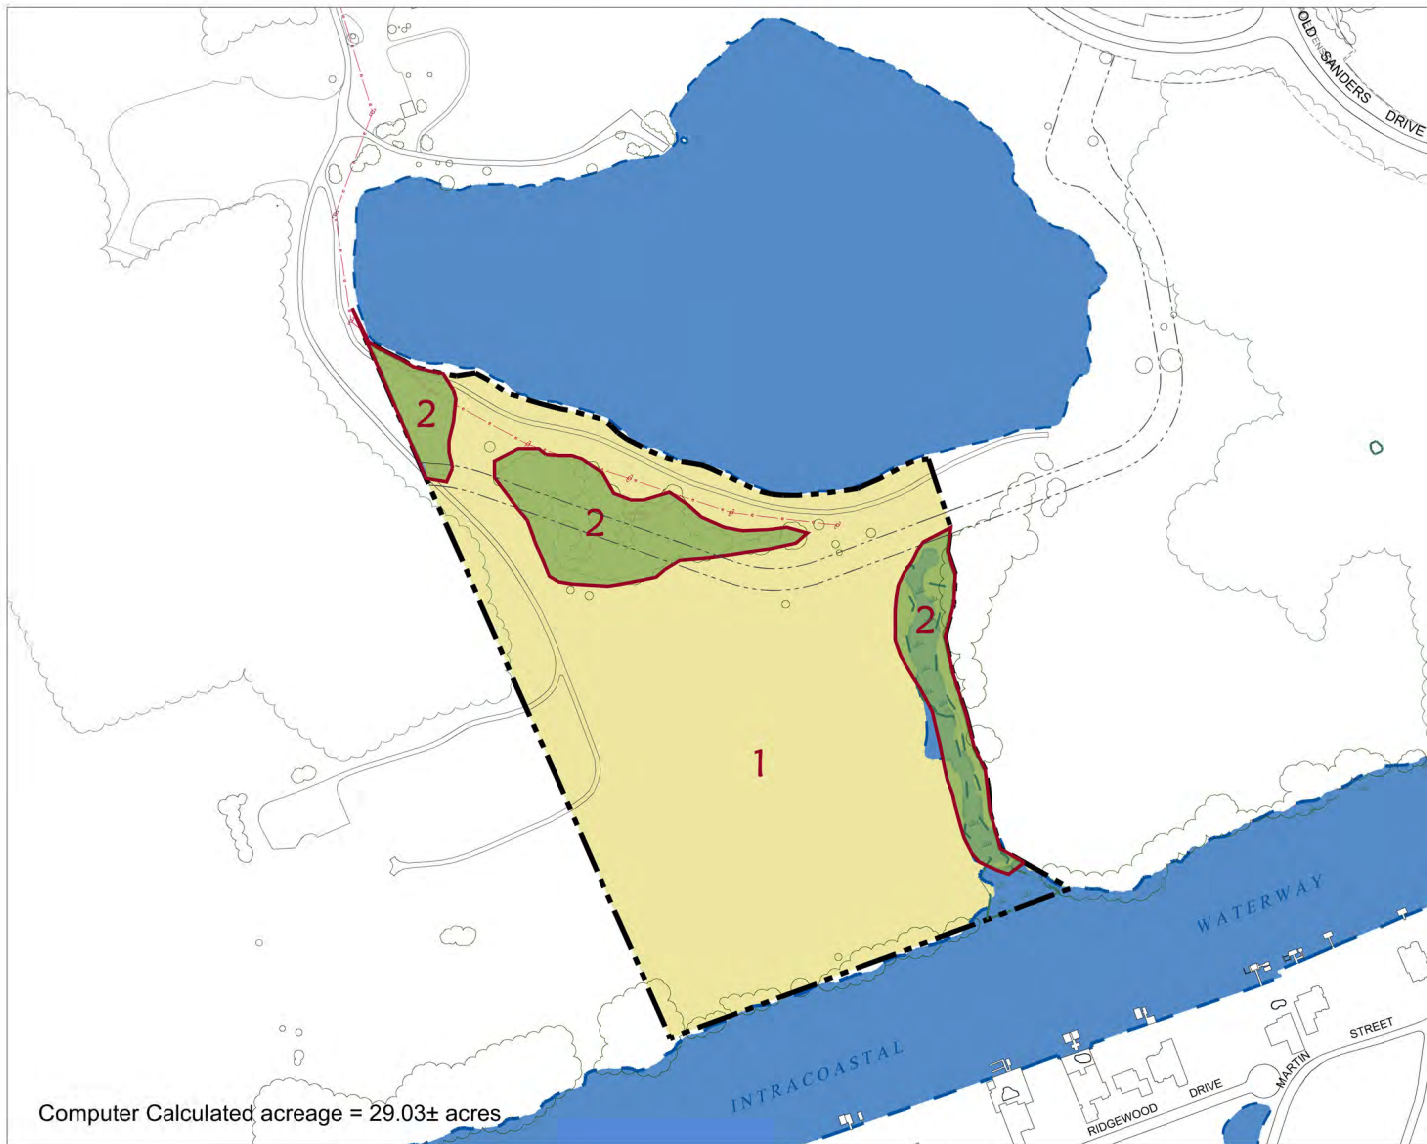 OLD SANDERS DRIVE
2
2
2
1
WATERWAY
INTRACOASTAL
MARTIN STREET
RIDGEWOOD DRIVE
Computer Calculated acreage = 29.03± acres